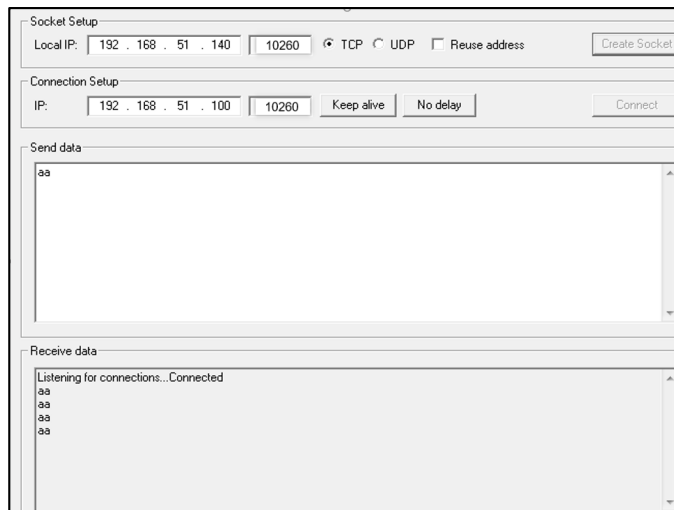 Socket Setup
Local IP: 192 . 168 . 51 . 140 10260 TCP UDP Reuse address Create Socket
Connection Setup
IP: 192 . 168 . 51 . 100 10260 Keep alive No delay Connect
Send data
aa
Receive data
Listening for connections...Connected
aa
aa
aa
aa